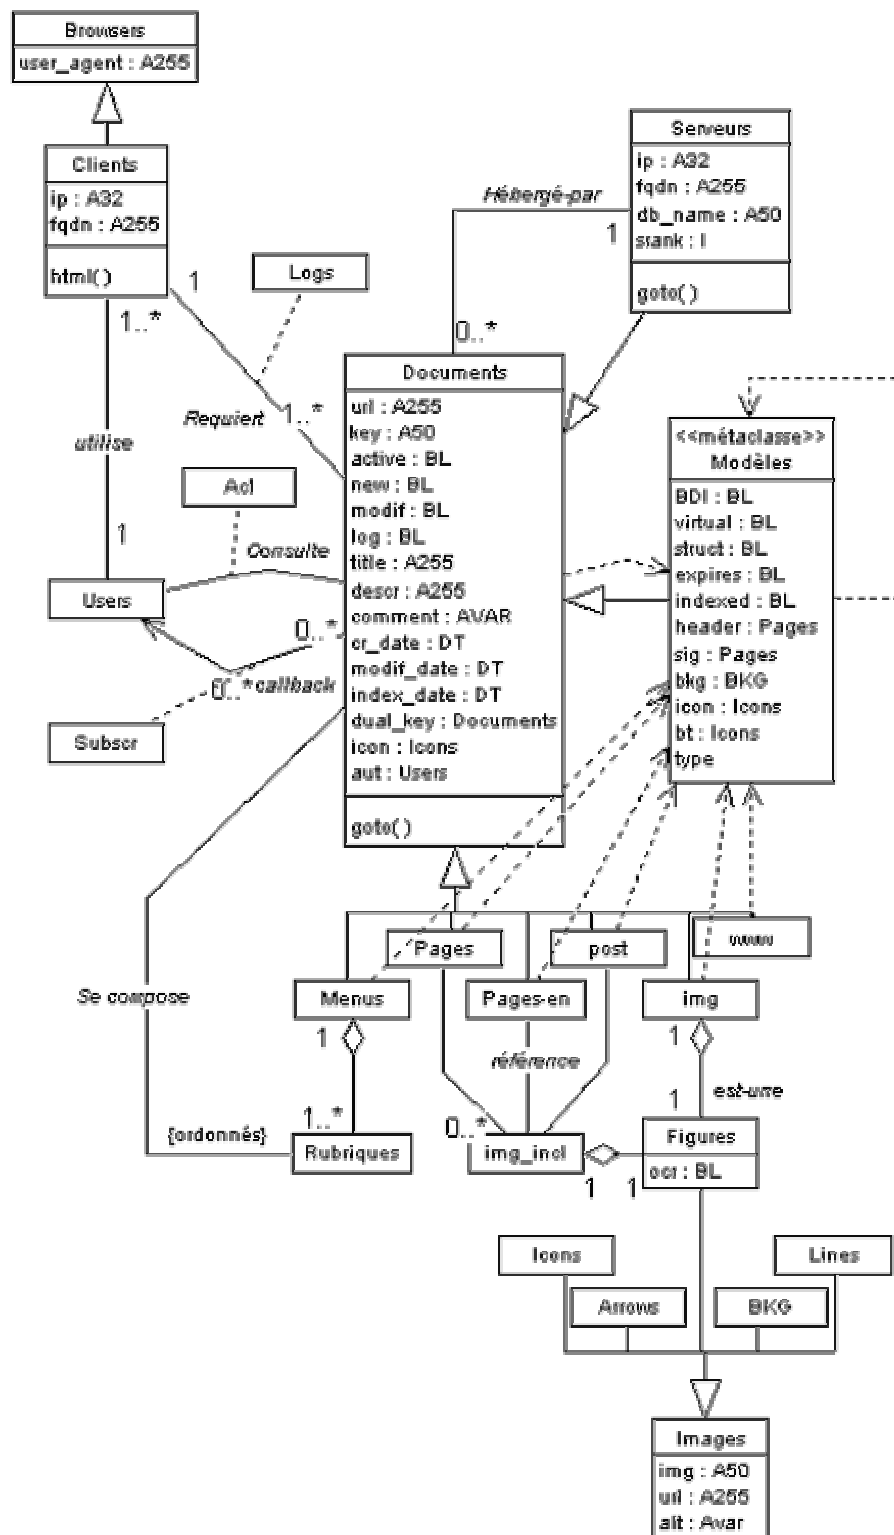 Browsers
user_agent : A255
Clients
ip : A32
fqdn : A255
html()
Serveurs
ip : A32
fqdn : A255
db_name : A50
srank : I
goto()
Hébergé-par
1
0..*
Logs
1
1..*
Requiert
1..*
utilise
1
Acl
Consulte
Users
0..*
0..*
callback
Subscr
Documents
url : A255
key : A50
active : BL
new : BL
modif : BL
log : BL
title : A255
descr : A255
comment : AVAR
cr_date : DT
modif_date : DT
index_date : DT
dual_key : Documents
icon : Icons
aut : Users
goto()
<<métaclasse>>
Modèles
BDI : BL
virtual : BL
struct : BL
expires : BL
indexed : BL
header : Pages
sig : Pages
bkg : BKG
icon : Icons
bt : Icons
type
Pages
post
www
Menus
Pages-en
img
Se compose
1
référence
1
est-une
1..*
0..*
1
{ordonnés}
Rubriques
img_incl
1
1
Figures
ocr : BL
Icons
Lines
Arrows
BKG
Images
img : A50
url : A255
alt : Avar